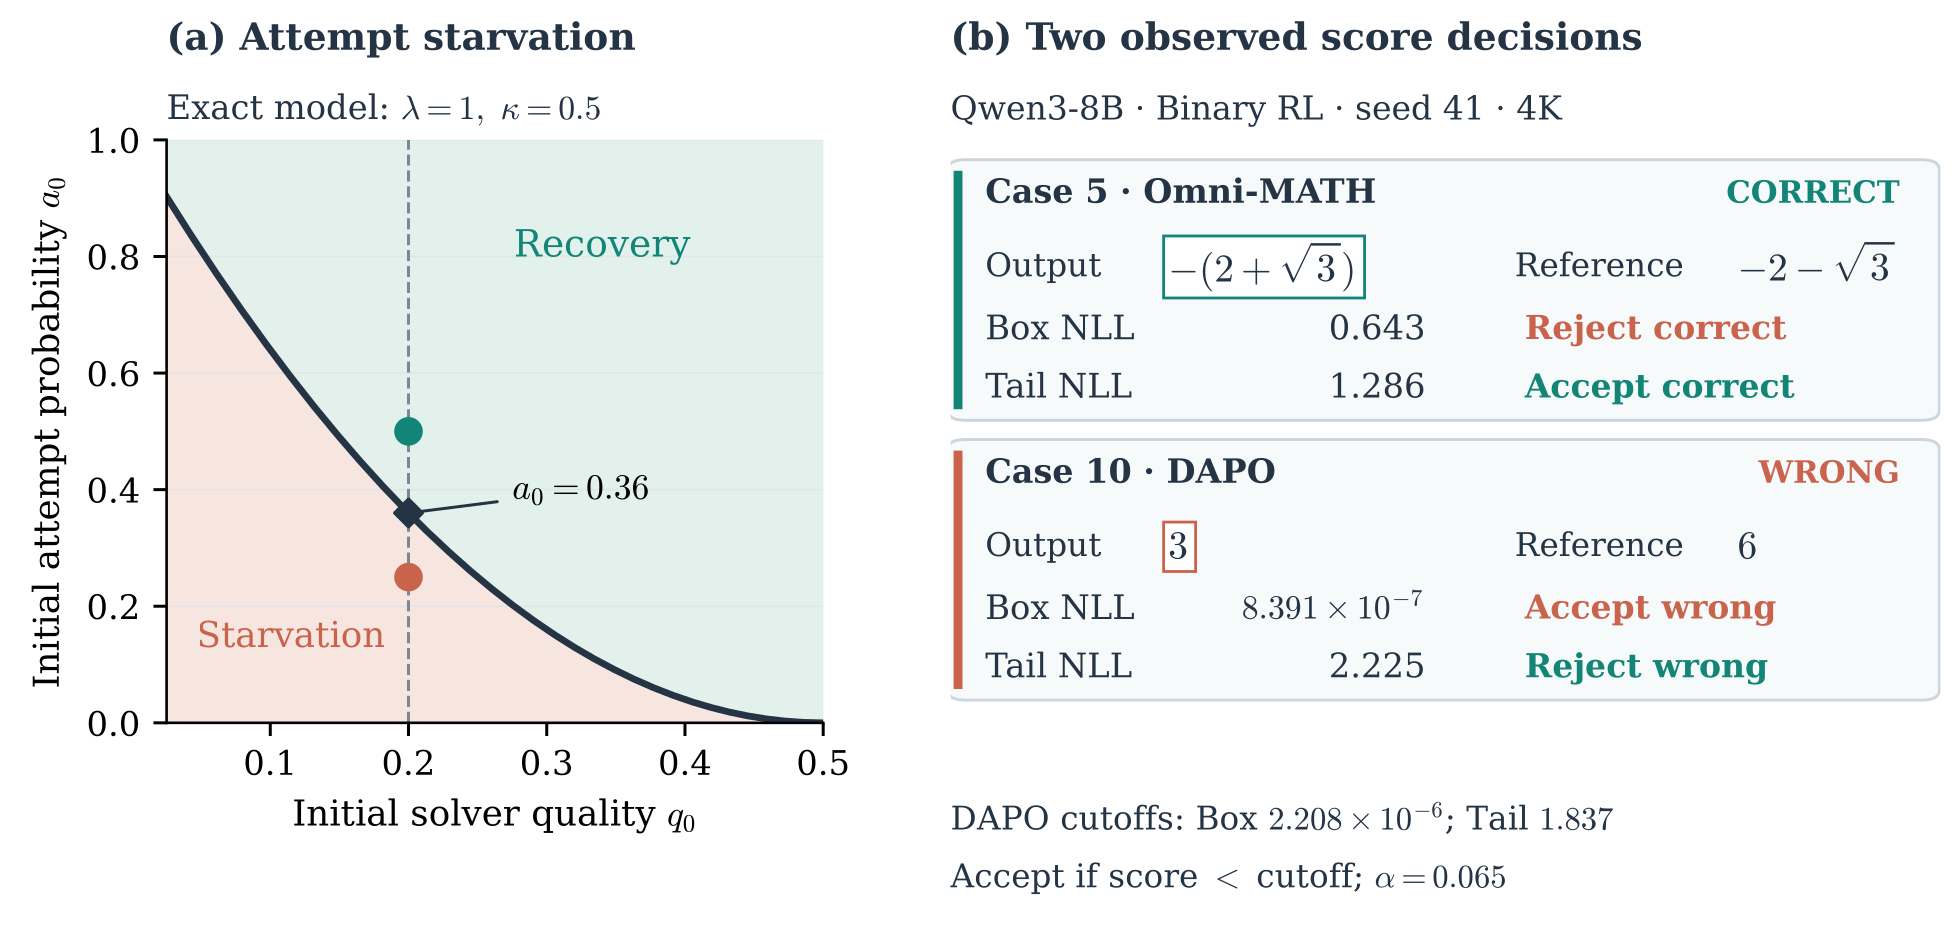 (a) Attempt starvation
Exact model: λ = 1, κ = 0.5
Initial attempt probability a₀
1.0
0.8
0.6
0.4
0.2
0.0
Recovery
a₀ = 0.36
Starvation
0.1 0.2 0.3 0.4 0.5
Initial solver quality q₀
(b) Two observed score decisions
Qwen3-8B · Binary RL · seed 41 · 4K
Case 5 · Omni-MATH CORRECT
Output −(2 + √3) Reference −2 − √3
Box NLL 0.643 Reject correct
Tail NLL 1.286 Accept correct
Case 10 · DAPO WRONG
Output 3 Reference 6
Box NLL 8.391 × 10⁻⁷ Accept wrong
Tail NLL 2.225 Reject wrong
DAPO cutoffs: Box 2.208 × 10⁻⁶; Tail 1.837
Accept if score < cutoff; α = 0.065